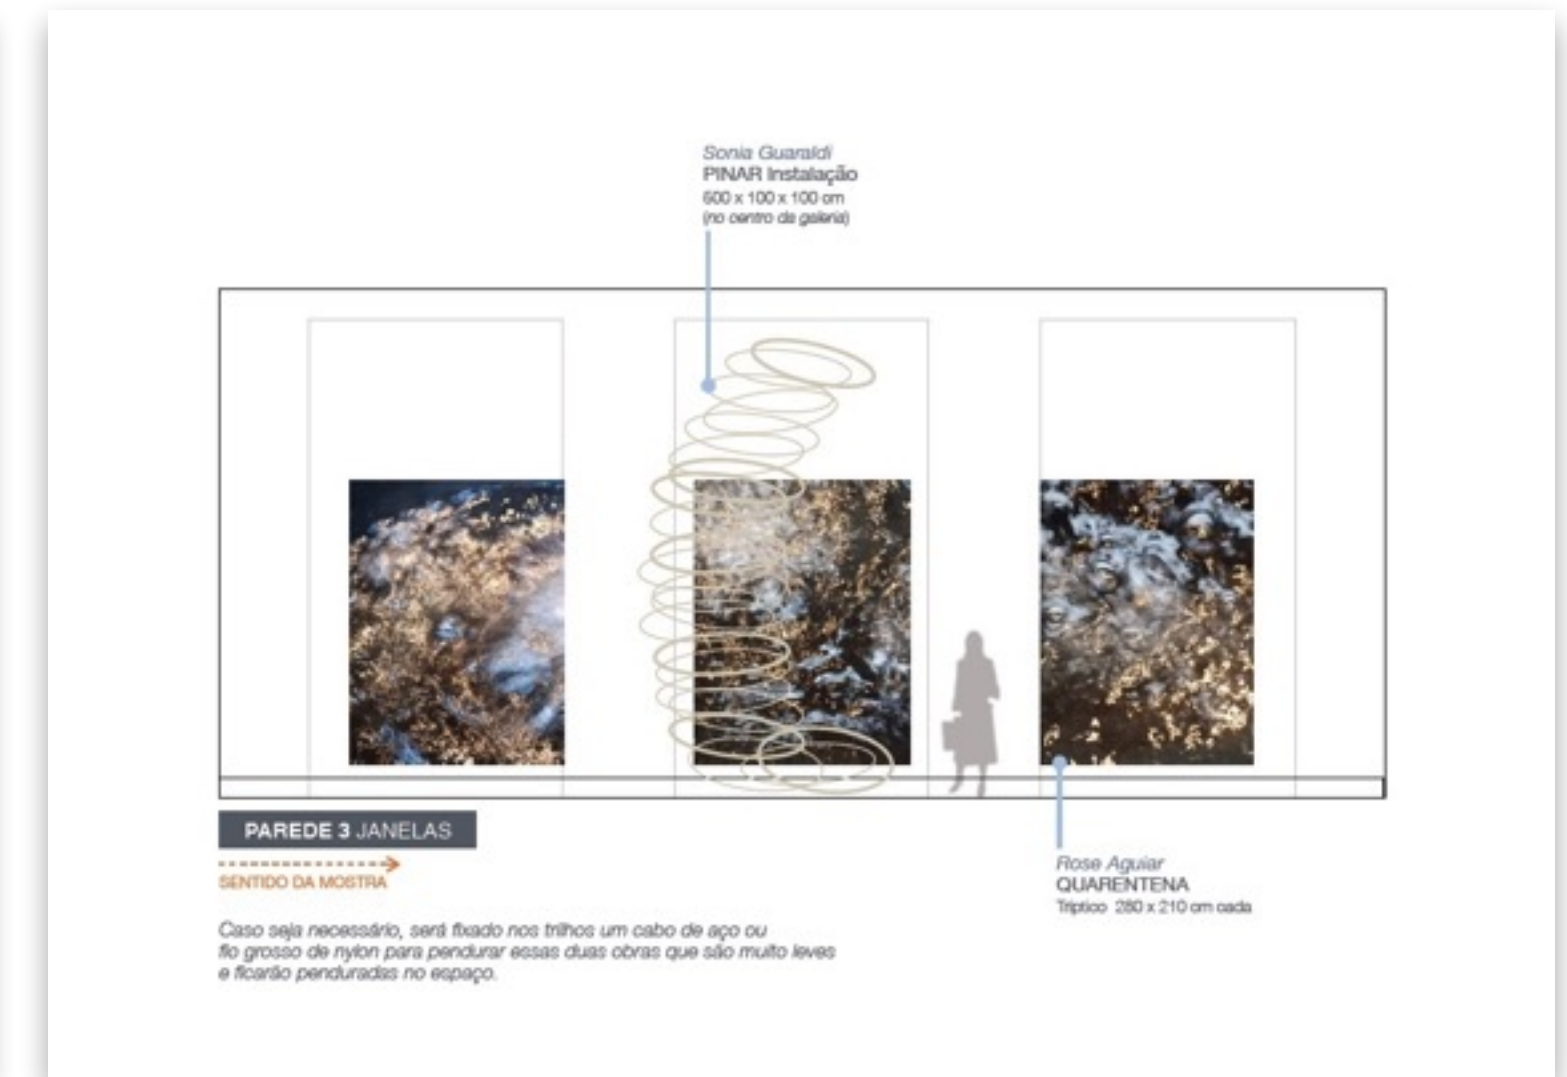 Sonia Guaraldi
PINAR Instalação
600 x 100 x 100 cm
(no centro da galeria)
PAREDE 3 JANELAS
SENTIDO DA MOSTRA
Rose Aguiar
QUARENTENA
Triptico 280 x 210 cm cada
Caso seja necessário, será fixado nos trilhos um cabo de aço ou
fio grosso de nylon para pendurar essas duas obras que são muito leves
e ficarão penduradas no espaço.